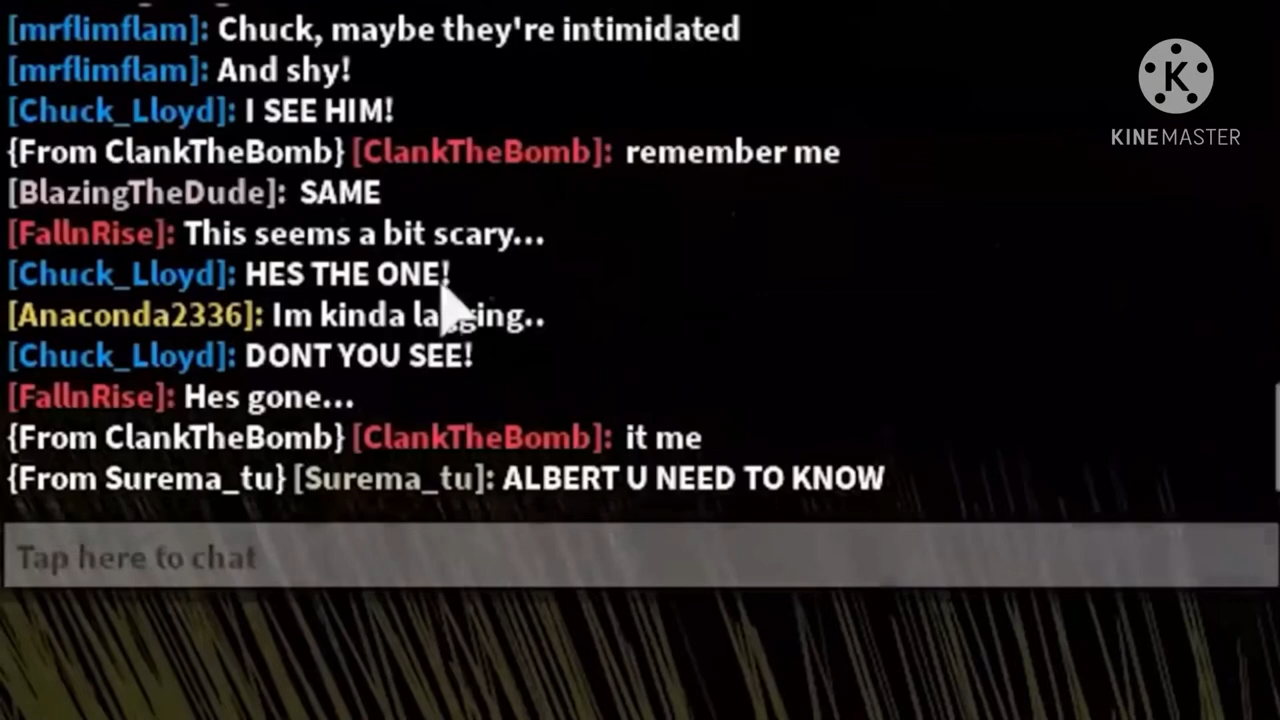 [mrflimflam]: Chuck, maybe they're intimidated
[mrflimflam]: And shy!
[Chuck_Lloyd]: I SEE HIM!
{From ClankTheBomb} [ClankTheBomb]: remember me
[BlazingTheDude]: SAME
[FallnRise]: This seems a bit scary...
[Chuck_Lloyd]: HES THE ONE!
[Anaconda2336]: Im kinda lagging..
[Chuck_Lloyd]: DONT YOU SEE!
[FallnRise]: Hes gone...
{From ClankTheBomb} [ClankTheBomb]: it me
{From Surema_tu} [Surema_tu]: ALBERT U NEED TO KNOW
Tap here to chat
K
KINEMASTER